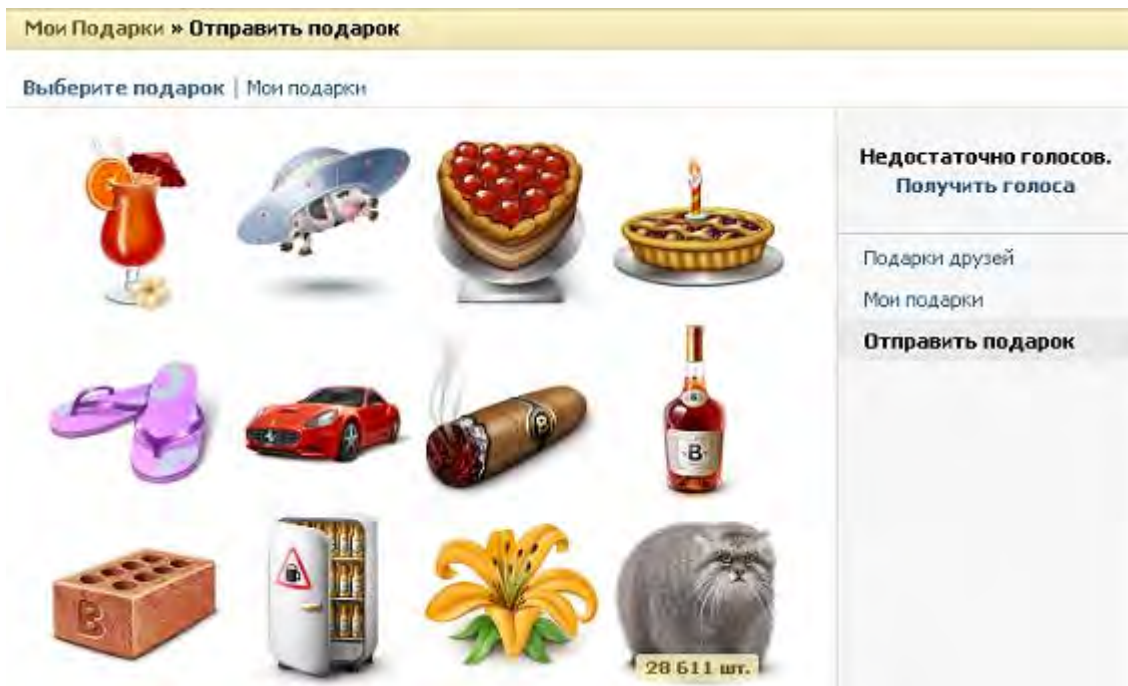 Мои Подарки » Отправить подарок
Выберите подарок | Мои подарки
Недостаточно голосов.
Получить голоса
Подарки друзей
Мои подарки
Отправить подарок
B
B
28 611 шт.